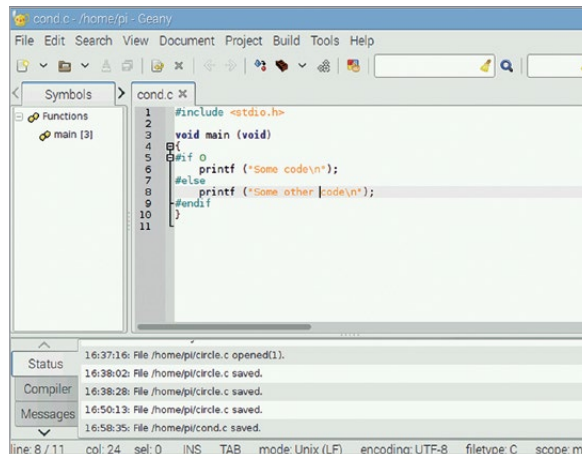 cond.c - /home/pi - Geany
File Edit Search View Document Project Build Tools Help
Symbols
cond.c
Functions
main [3]
1 #include <stdio.h>
2
3 void main (void)
4 {
5 #if 0
6 printf ("Some code\n");
7 #else
8 printf ("Some other code\n");
9 #endif
10 }
11
Status
Compiler
Messages
16:37:16: File /home/pi/circle.c opened(1).
16:38:02: File /home/pi/circle.c saved.
16:38:28: File /home/pi/circle.c saved.
16:50:13: File /home/pi/circle.c saved.
16:58:35: File /home/pi/cond.c saved.
line: 8 / 11 col: 24 sel: 0 INS TAB mode: Unix (LF) encoding: UTF-8 filetype: C scope: m